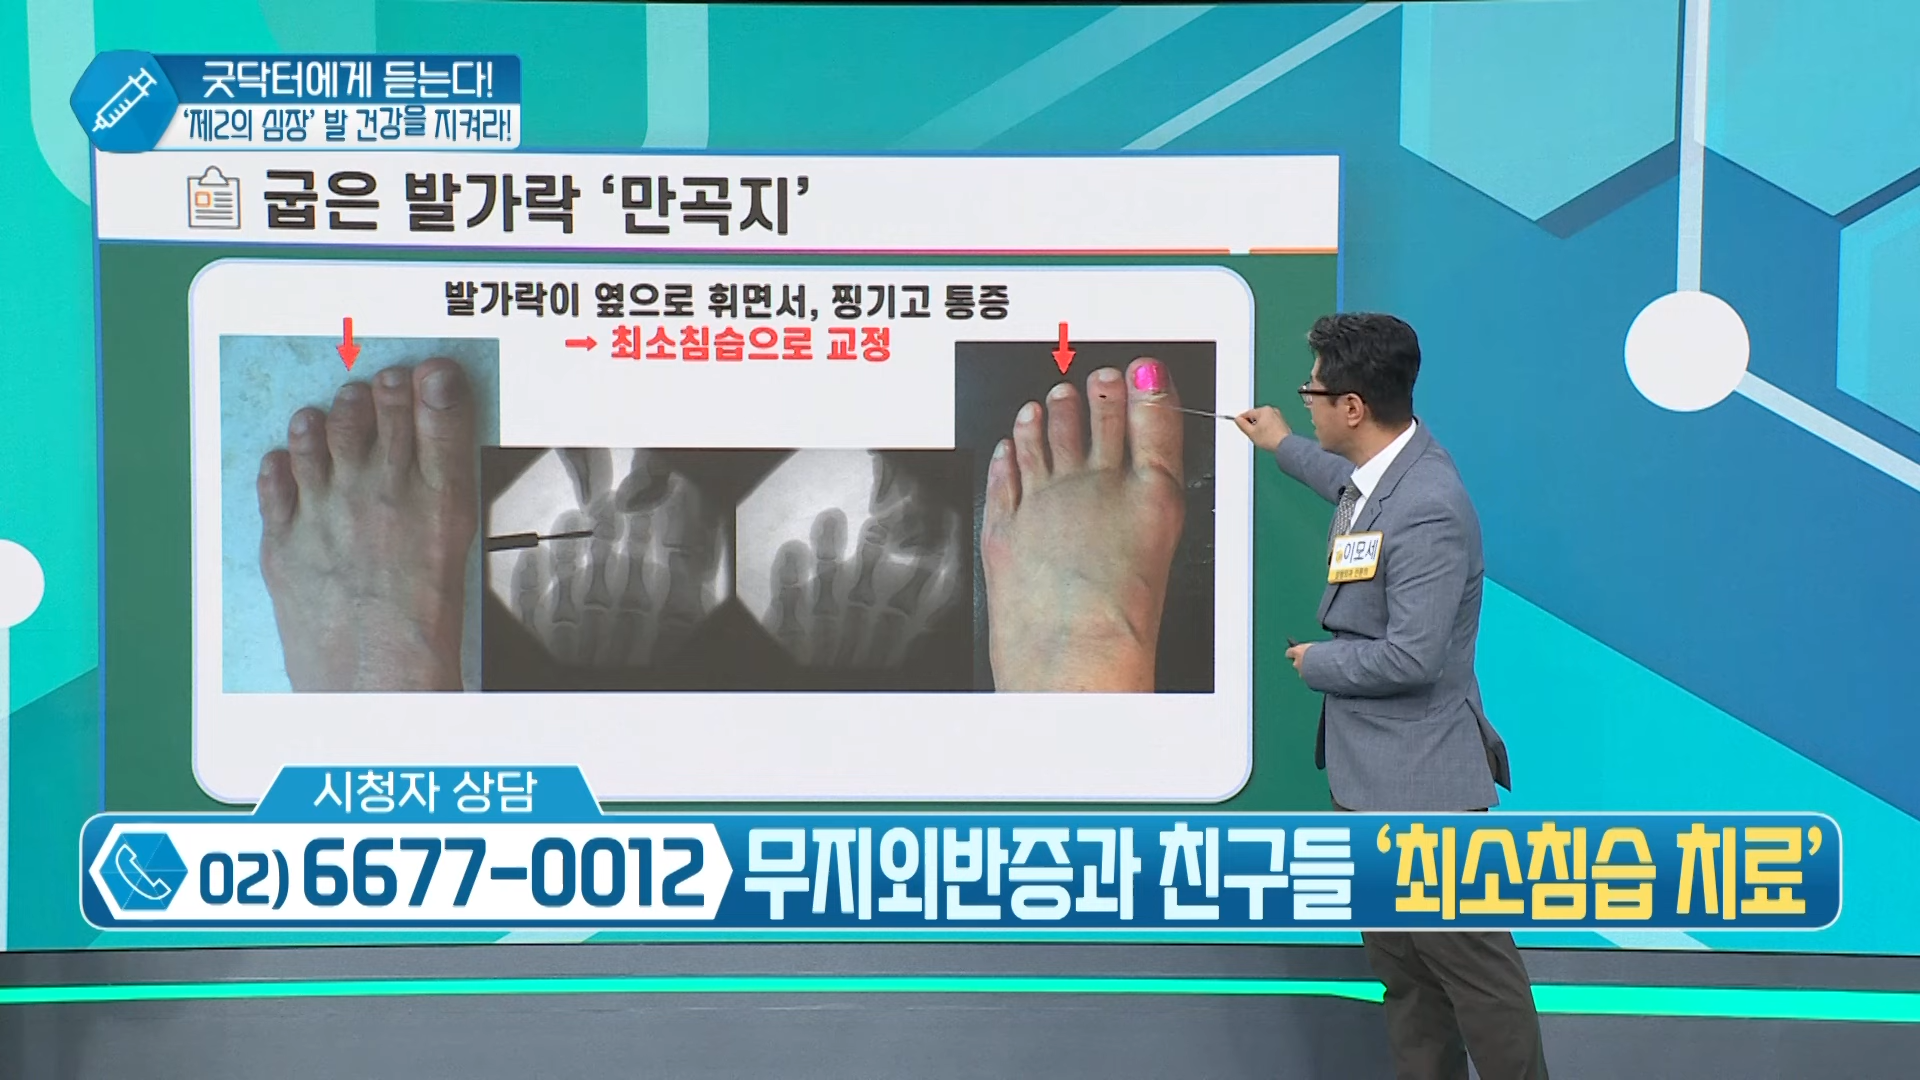 굿닥터에게 듣는다!
‘제2의 심장’ 발 건강을 지켜라!
굽은 발가락 ‘만곡지’
발가락이 옆으로 휘면서, 찡기고 통증
→ 최소침습으로 교정
이모세
시청자 상담
02) 6677-0012
무지외반증과 친구들 ‘최소침습 치료’